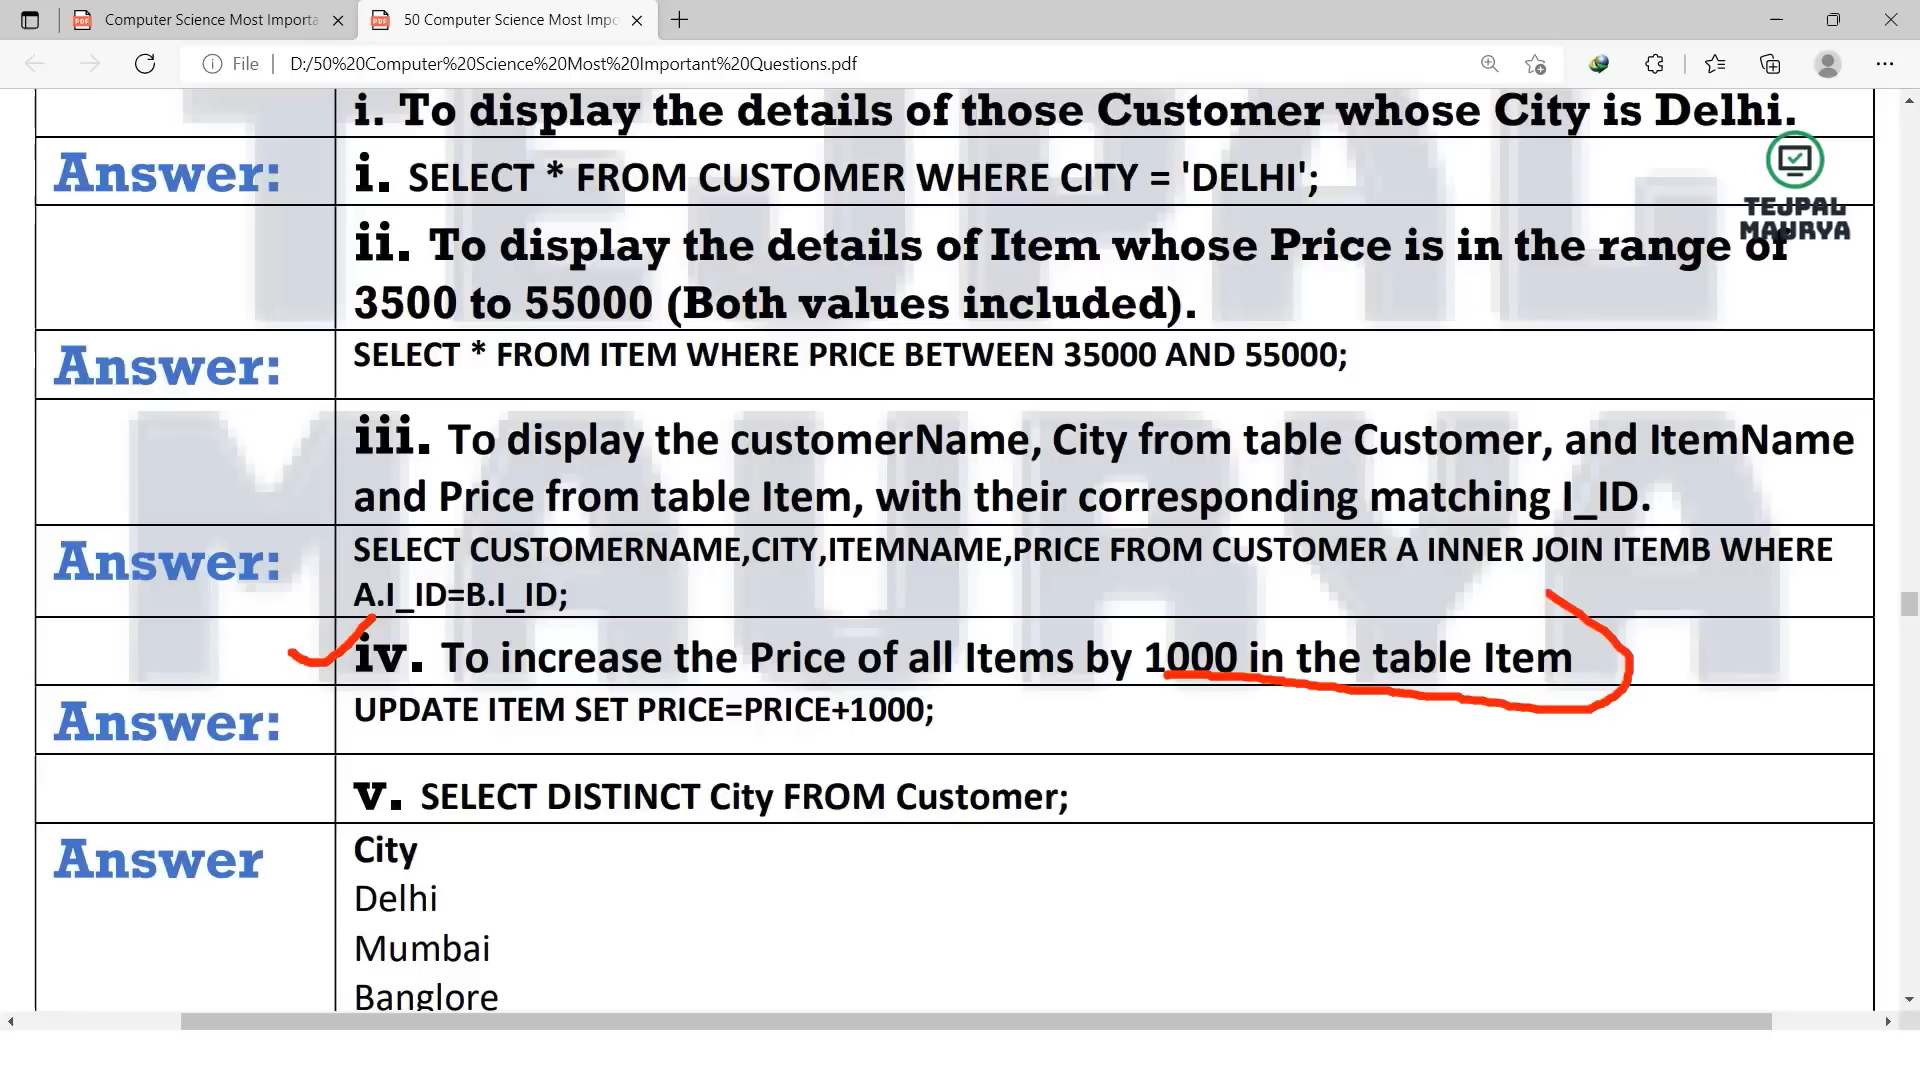 Computer Science Most Importa
50 Computer Science Most Impo
File
D:/50%20Computer%20Science%20Most%20Important%20Questions.pdf
i. To display the details of those Customer whose City is Delhi.
Answer:
i. SELECT * FROM CUSTOMER WHERE CITY = 'DELHI';
TEJPAL
MAURYA
ii. To display the details of Item whose Price is in the range of
3500 to 55000 (Both values included).
Answer:
SELECT * FROM ITEM WHERE PRICE BETWEEN 35000 AND 55000;
iii. To display the customerName, City from table Customer, and ItemName
and Price from table Item, with their corresponding matching I_ID.
Answer:
SELECT CUSTOMERNAME,CITY,ITEMNAME,PRICE FROM CUSTOMER A INNER JOIN ITEMB WHERE
A.I_ID=B.I_ID;
iv. To increase the Price of all Items by 1000 in the table Item
Answer:
UPDATE ITEM SET PRICE=PRICE+1000;
v. SELECT DISTINCT City FROM Customer;
Answer
City
Delhi
Mumbai
Banglore
TEJPAL
MAURYA